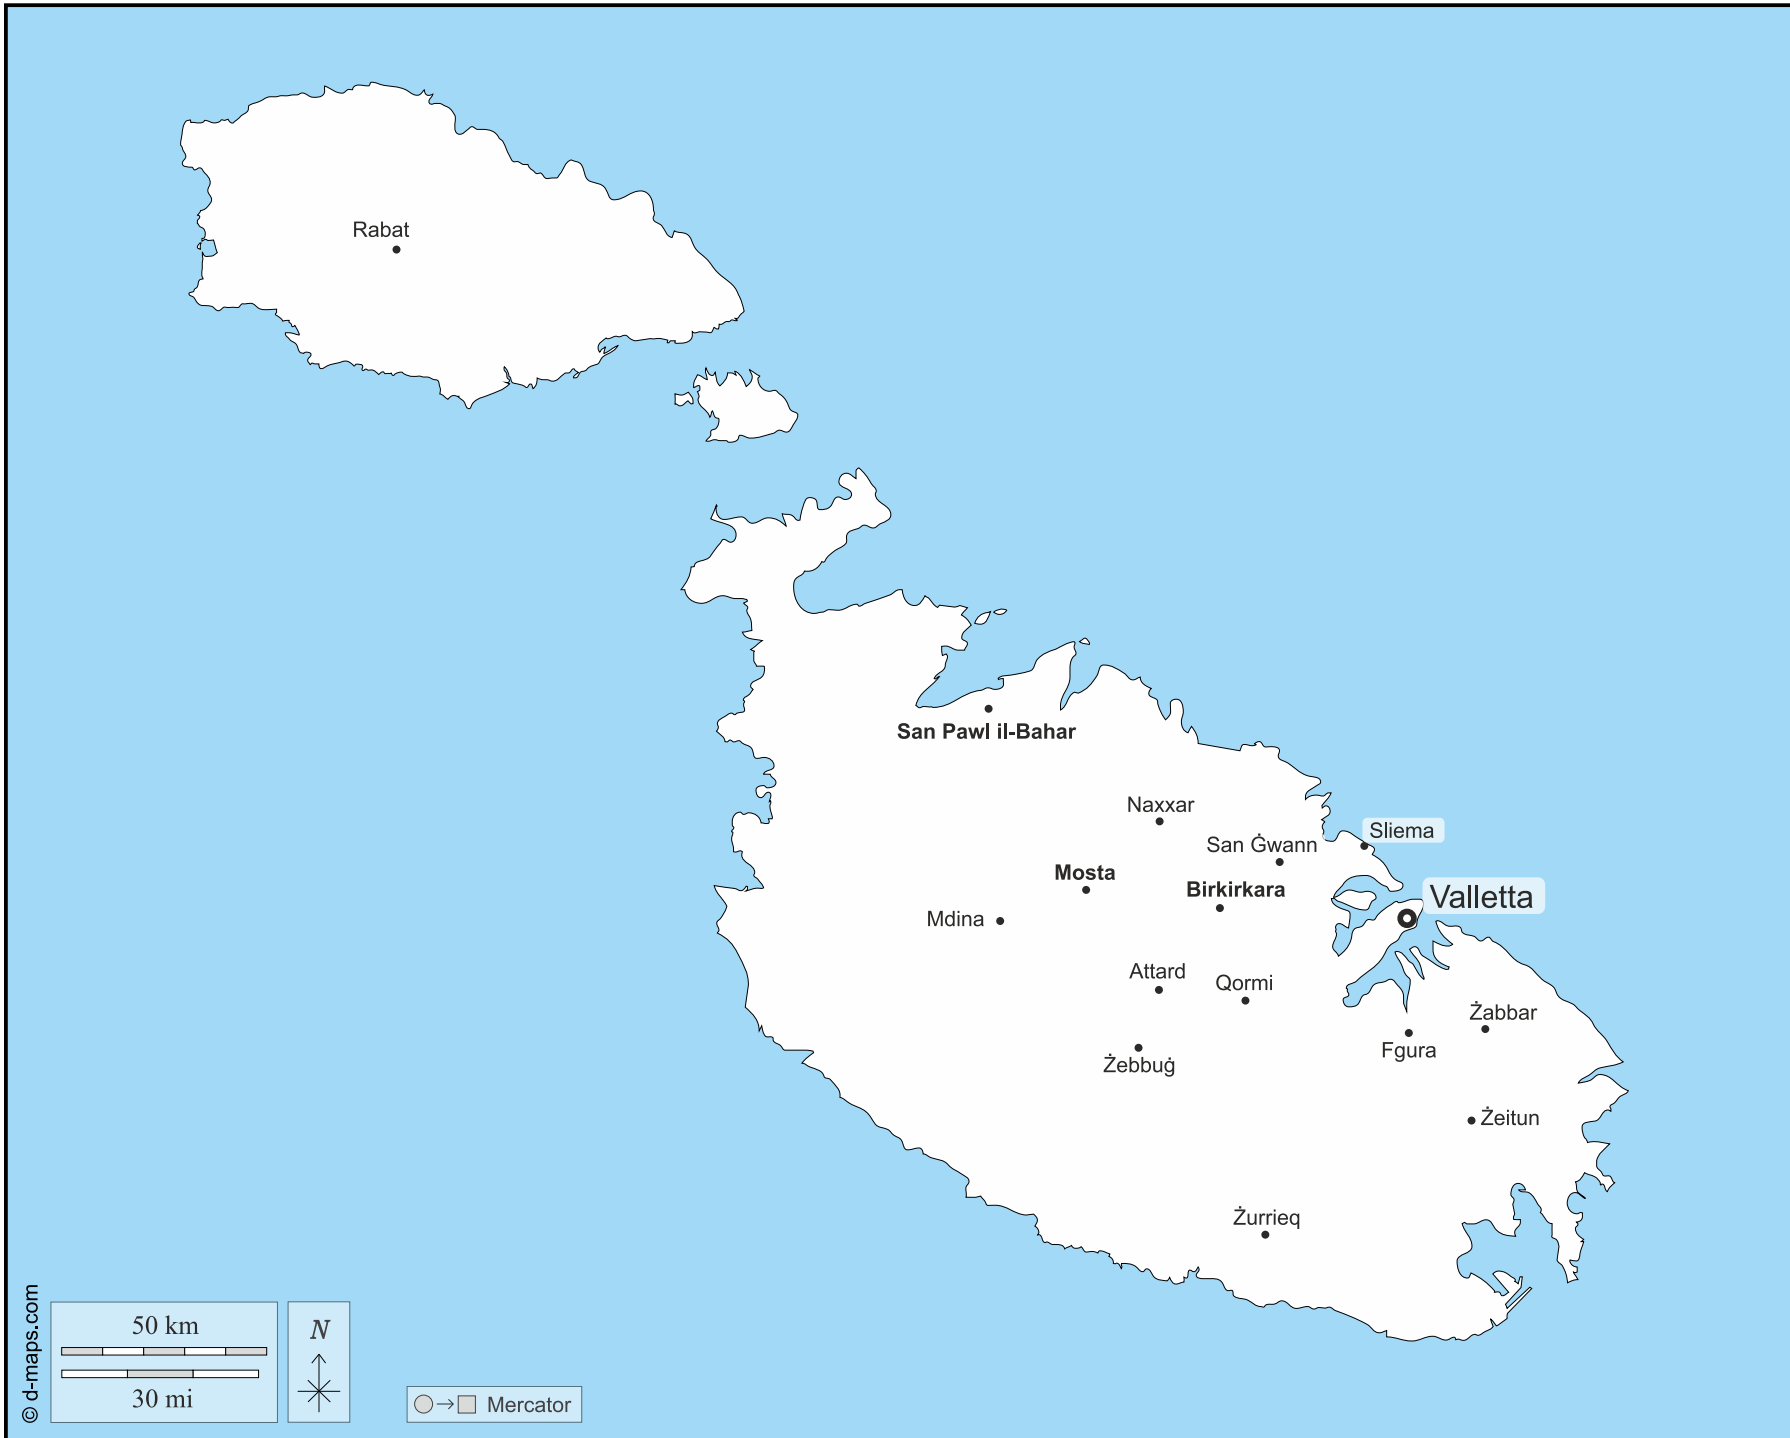 Rabat
San Pawl il-Bahar
Naxxar
Sliema
San Ġwann
Mosta
Birkirkara
Valletta
Mdina
Attard
Qormi
Żabbar
Fgura
Żebbuġ
Żeitun
Żurrieq
© d-maps.com
50 km
30 mi
N
Mercator